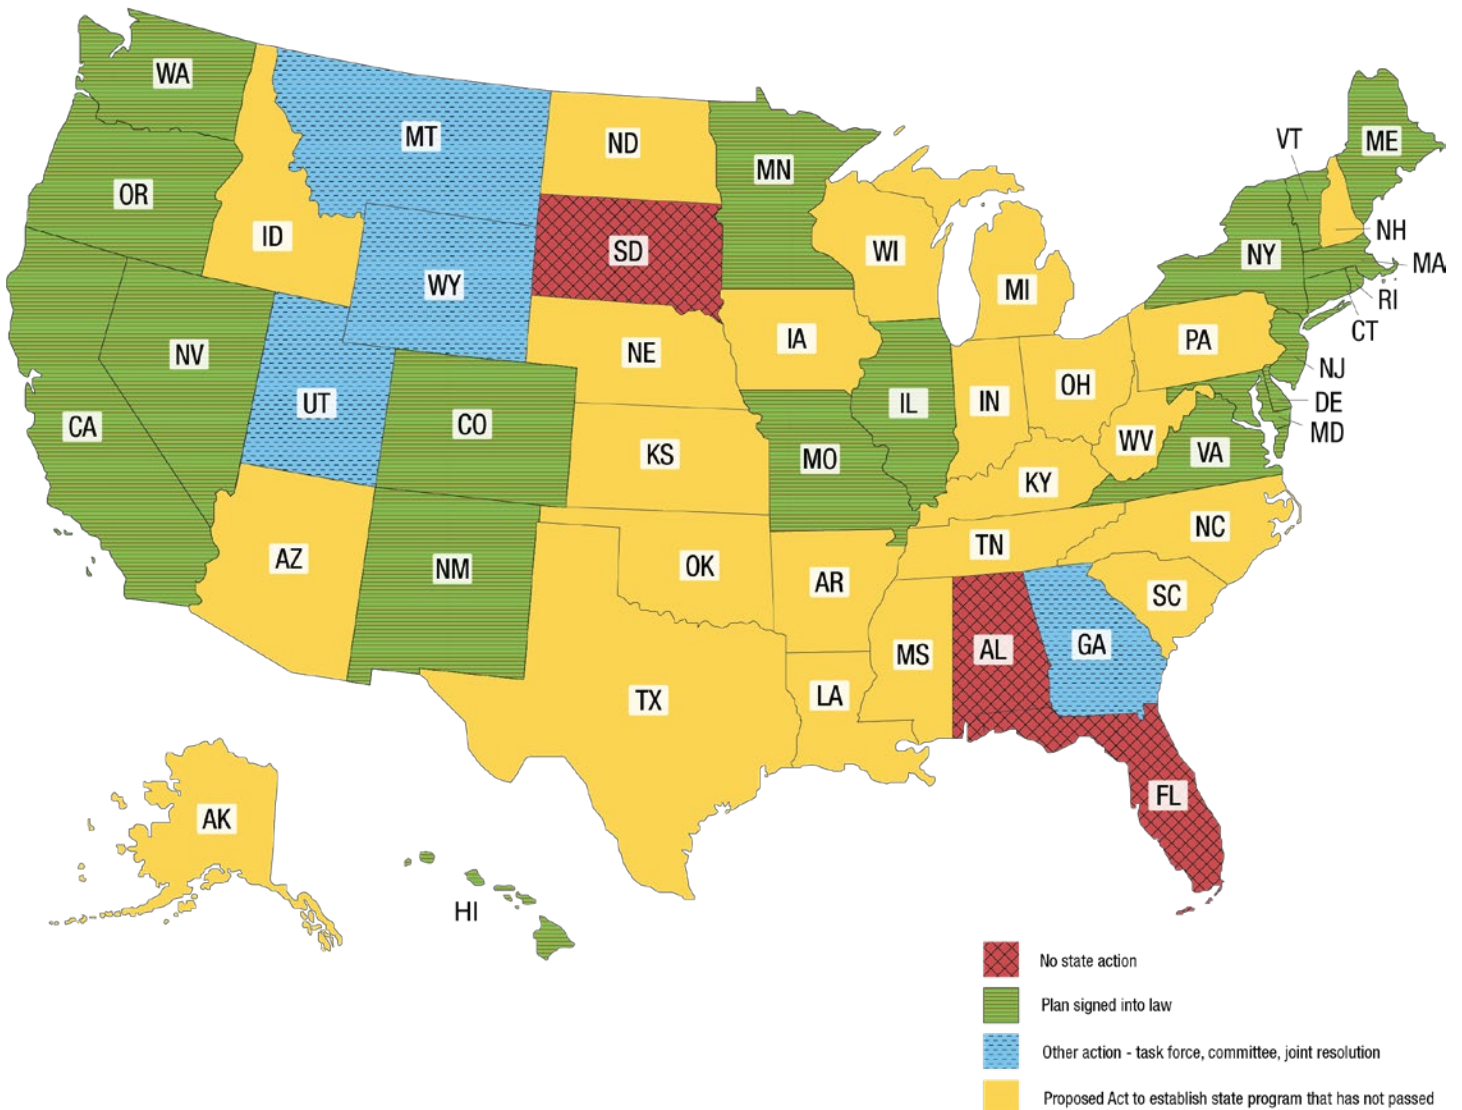 WA
MT
ND
MN
VT
ME
OR
ID
SD
WI
NH
NY
MA
WY
MI
RI
CT
NV
NE
IA
PA
NJ
UT
CO
IL
IN
OH
DE
MD
CA
KS
MO
WV
VA
KY
AZ
NM
OK
AR
TN
NC
SC
TX
LA
MS
AL
GA
FL
AK
HI
No state action
Plan signed into law
Other action - task force, committee, joint resolution
Proposed Act to establish state program that has not passed